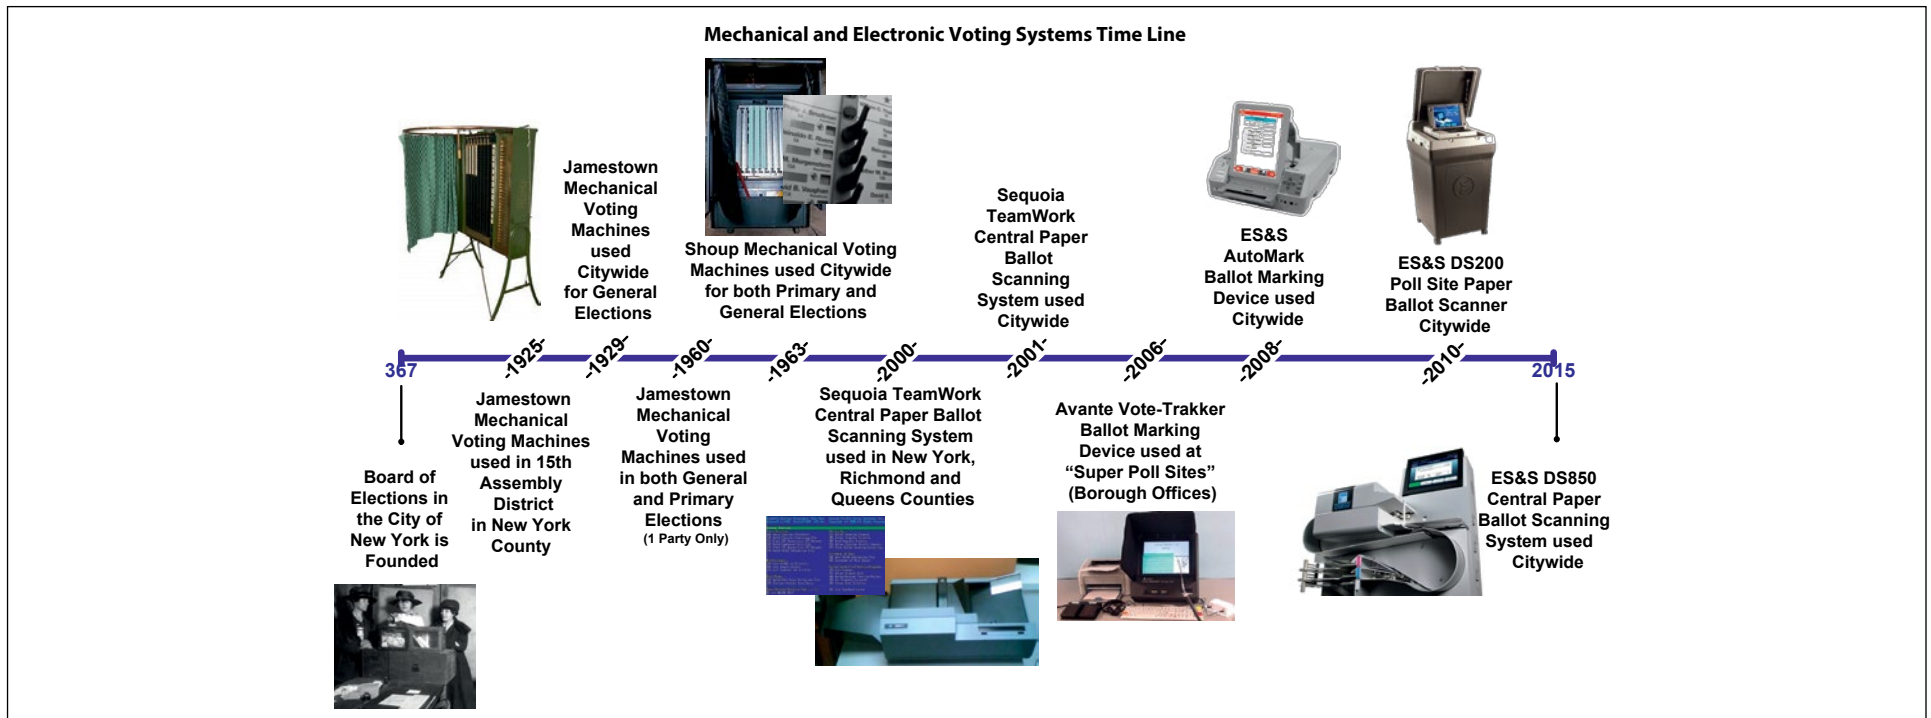 Mechanical and Electronic Voting Systems Time Line
Jamestown
Mechanical
Voting
Machines
used
Citywide
for General
Elections
Shoup Mechanical Voting
Machines used Citywide
for both Primary and
General Elections
Sequoia
TeamWork
Central Paper
Ballot
Scanning
System used
Citywide
ES&S
AutoMark
Ballot Marking
Device used
Citywide
ES&S DS200
Poll Site Paper
Ballot Scanner
Citywide
367
-1925-
-1929-
-1960-
-1963-
-2000-
-2001-
-2006-
-2008-
-2010-
2015
Board of
Elections in
the City of
New York is
Founded
Jamestown
Mechanical
Voting Machines
used in 15th
Assembly
District
in New York
County
Jamestown
Mechanical
Voting
Machines used
in both General
and Primary
Elections
(1 Party Only)
Sequoia TeamWork
Central Paper Ballot
Scanning System
used in New York,
Richmond and
Queens Counties
Avante Vote-Trakker
Ballot Marking
Device used at
“Super Poll Sites”
(Borough Offices)
ES&S DS850
Central Paper
Ballot Scanning
System used
Citywide